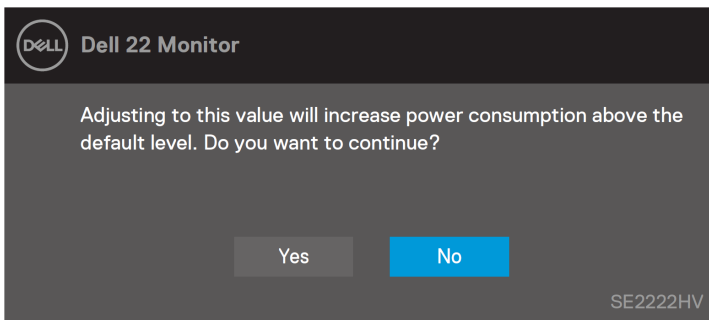 DELL
Dell 22 Monitor
Adjusting to this value will increase power consumption above the
default level. Do you want to continue?
Yes
No
SE2222HV